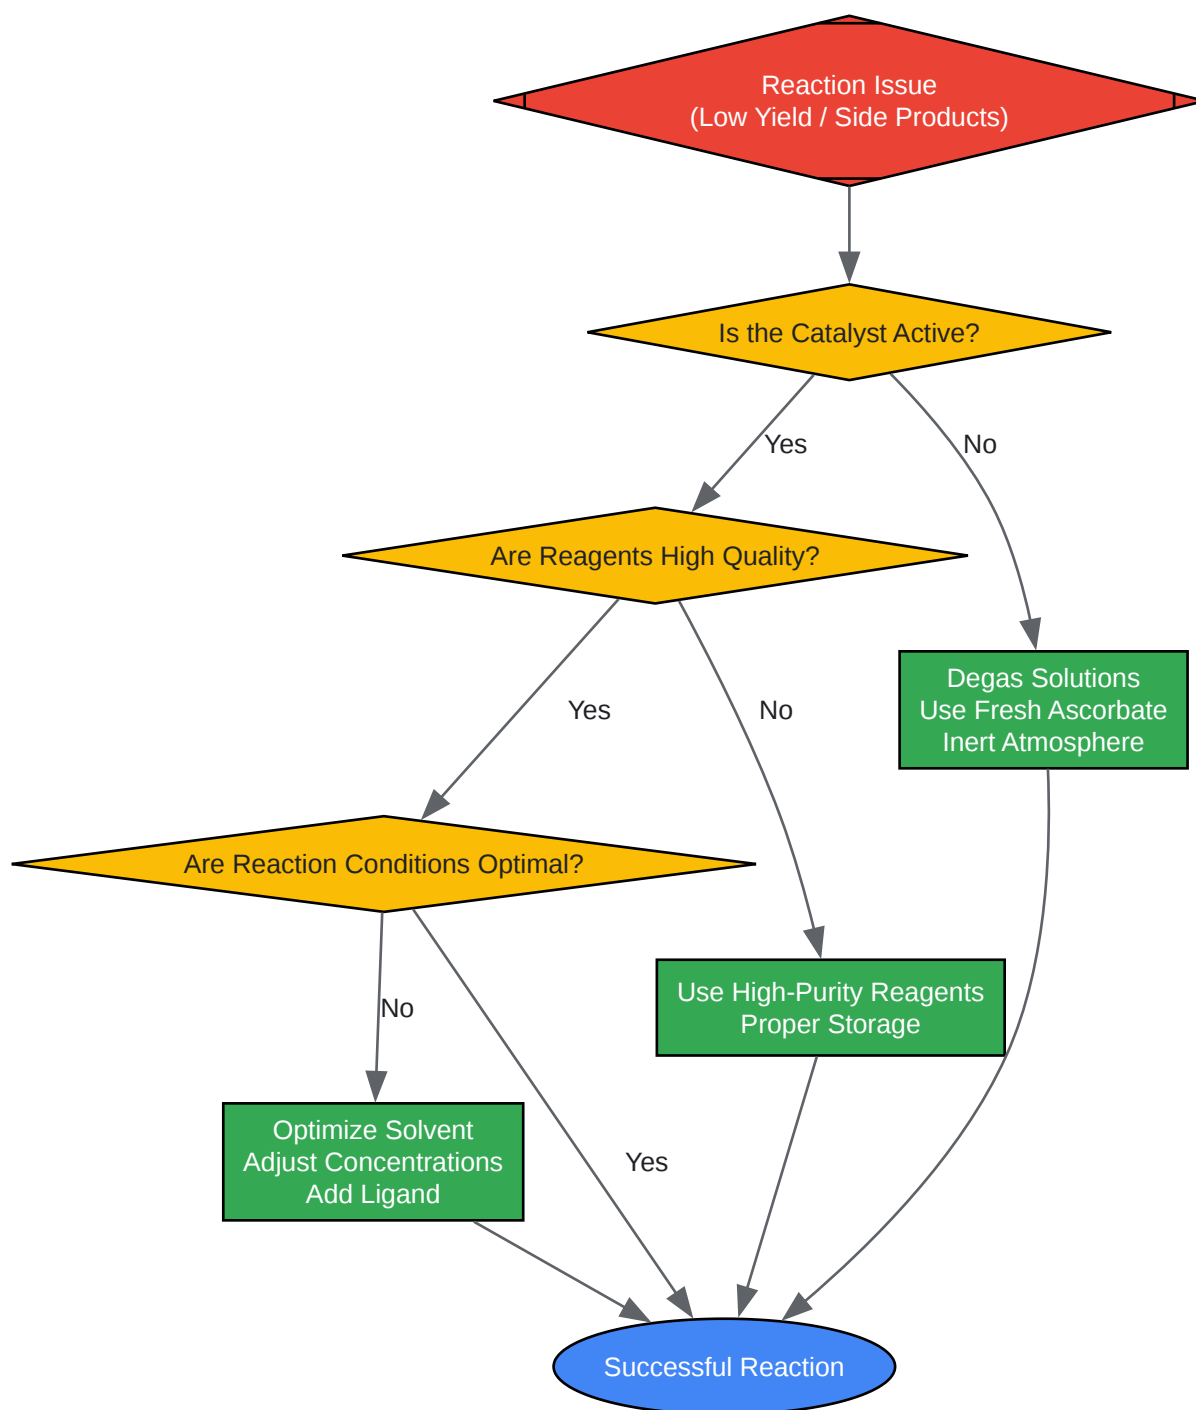 Reaction Issue
(Low Yield / Side Products)
Is the Catalyst Active?
Yes
No
Are Reagents High Quality?
Yes
No
Degas Solutions
Use Fresh Ascorbate
Inert Atmosphere
Are Reaction Conditions Optimal?
No
Yes
Use High-Purity Reagents
Proper Storage
Optimize Solvent
Adjust Concentrations
Add Ligand
Successful Reaction